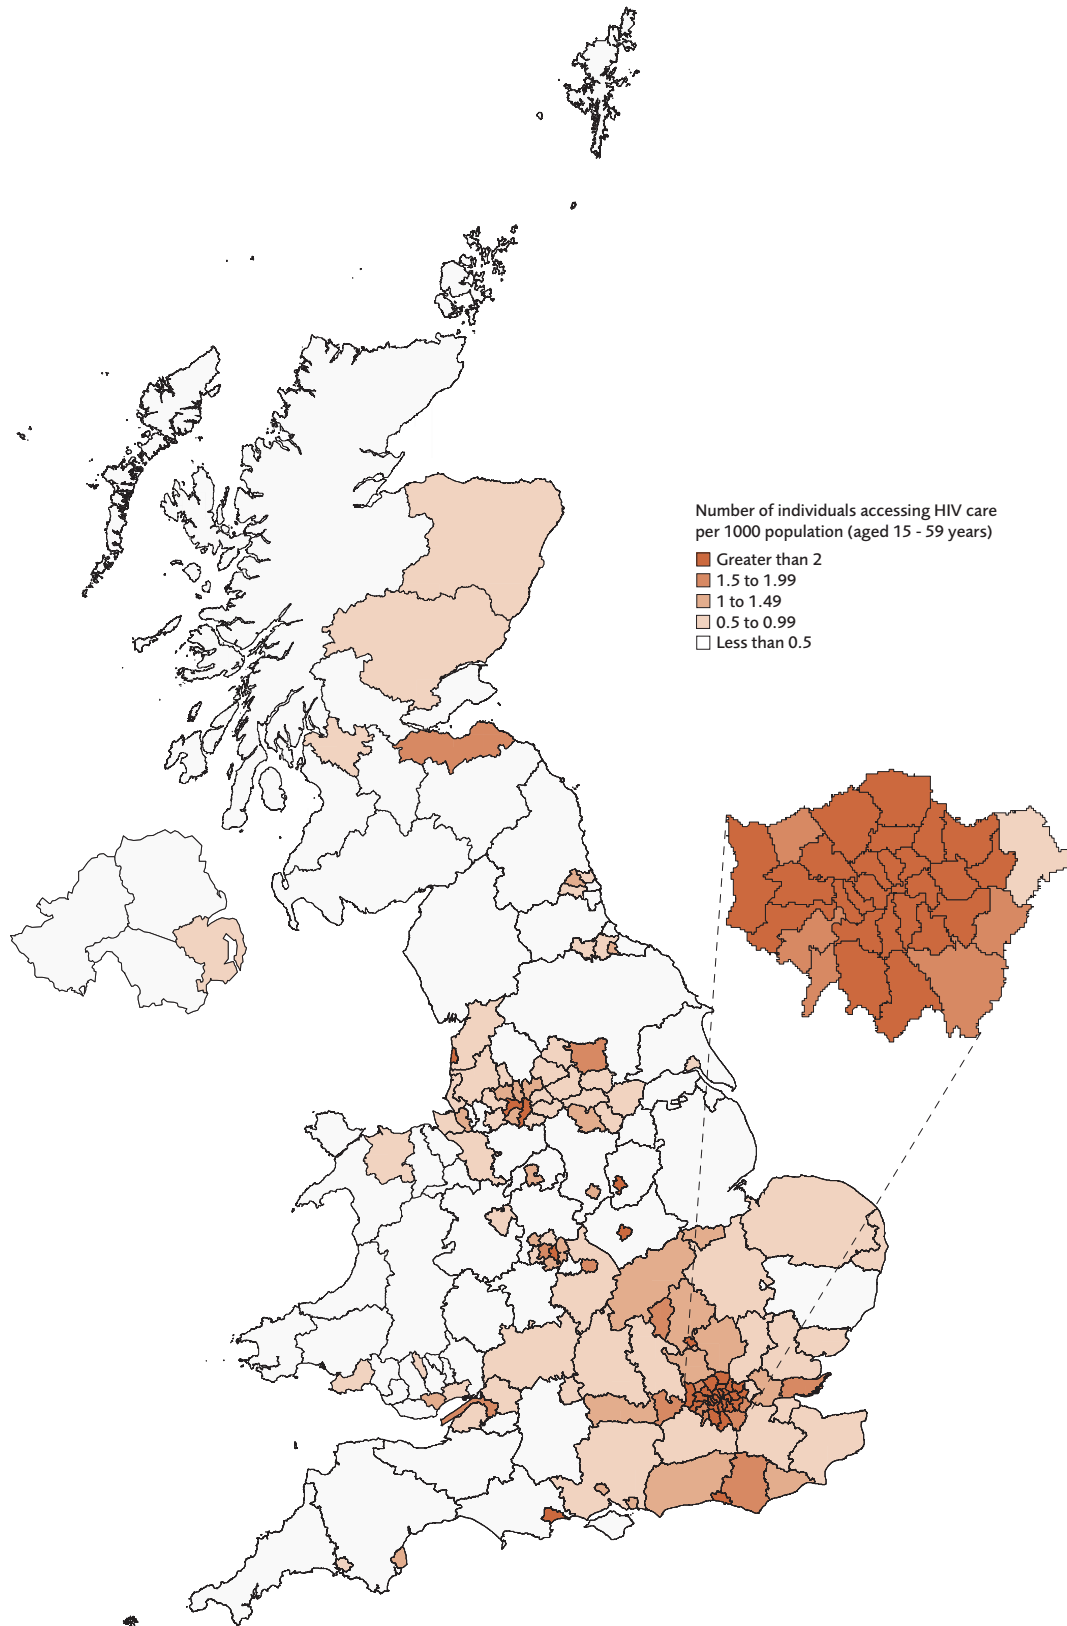 Number of individuals accessing HIV care
per 1000 population (aged 15 - 59 years)
Greater than 2
1.5 to 1.99
1 to 1.49
0.5 to 0.99
Less than 0.5